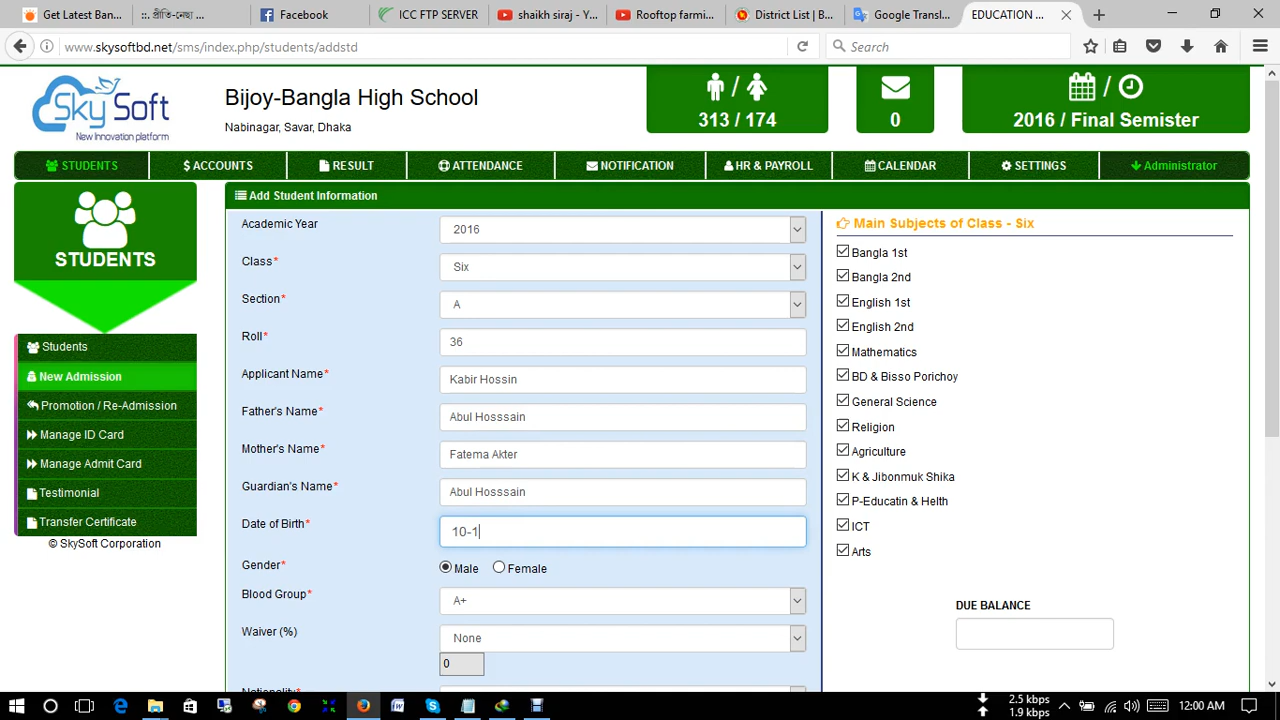 Get Latest Ban...
::. প্রীতি-নেছা ...
Facebook
ICC FTP SERVER
shaikh siraj - Y...
Rooftop farmi...
District List | B...
Google Transl...
EDUCATION ...
www.skysoftbd.net/sms/index.php/students/addstd
Search
Sky Soft
New Innovation platform
Bijoy-Bangla High School
Nabinagar, Savar, Dhaka
/
313 / 174
0
/
2016 / Final Semister
STUDENTS
$ ACCOUNTS
RESULT
ATTENDANCE
NOTIFICATION
HR & PAYROLL
CALENDAR
SETTINGS
Administrator
STUDENTS
Students
New Admission
Promotion / Re-Admission
Manage ID Card
Manage Admit Card
Testimonial
Transfer Certificate
© SkySoft Corporation
Add Student Information
Academic Year
2016
Class*
Six
Section*
A
Roll*
36
Applicant Name*
Kabir Hossin
Father's Name*
Abul Hosssain
Mother's Name*
Fatema Akter
Guardian's Name*
Abul Hosssain
Date of Birth*
10-1
Gender*
Male
Female
Blood Group*
A+
Waiver (%)
None
0
Main Subjects of Class - Six
Bangla 1st
Bangla 2nd
English 1st
English 2nd
Mathematics
BD & Bisso Porichoy
General Science
Religion
Agriculture
K & Jibonmuk Shika
P-Educatin & Helth
ICT
Arts
DUE BALANCE
2.5 kbps
1.9 kbps
12:00 AM